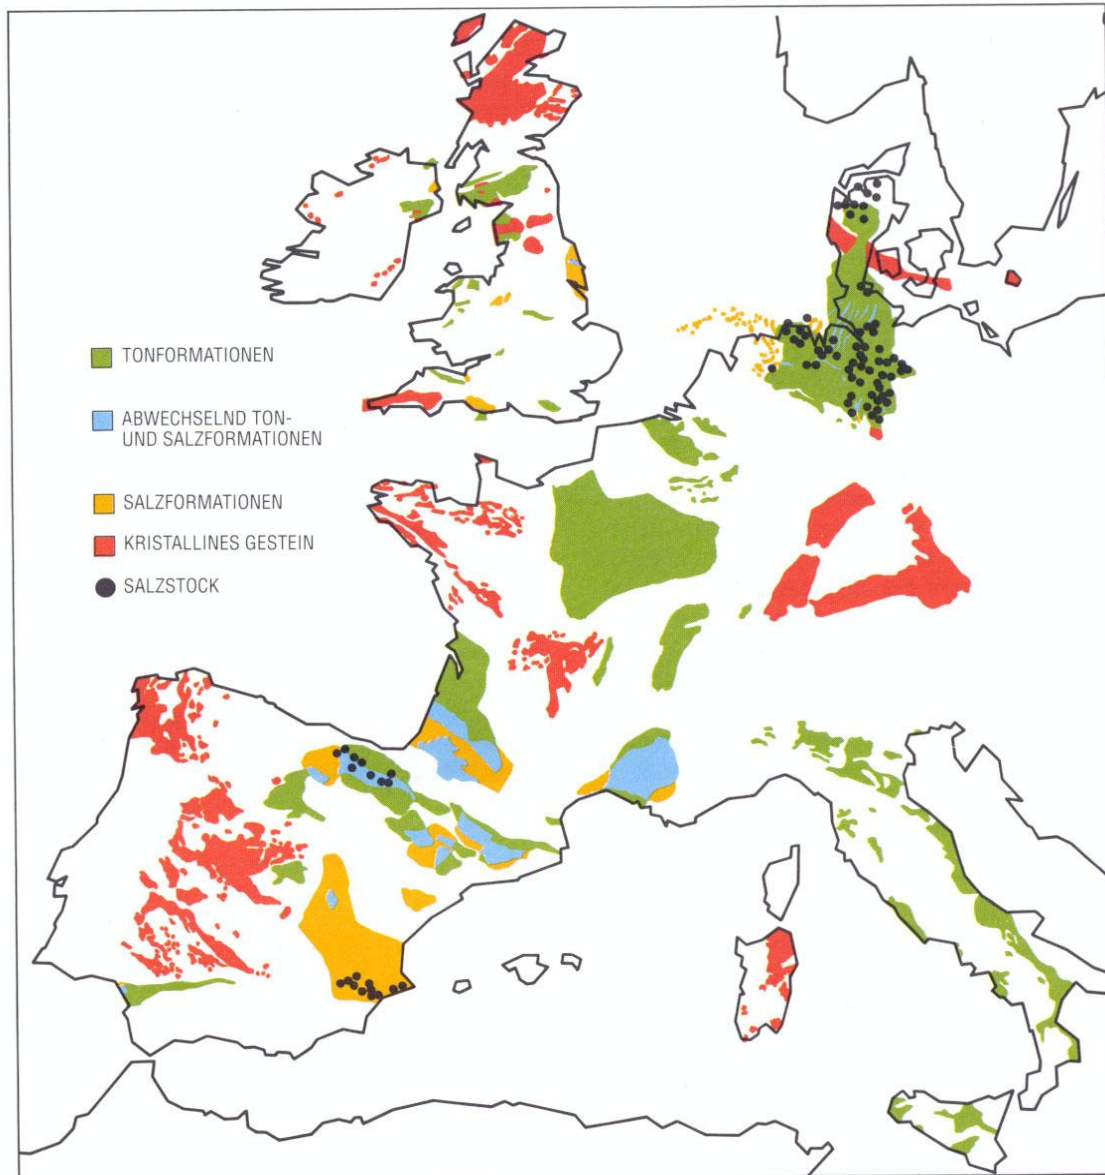 TONFORMATIONEN
ABWECHSELND TON-
UND SALZFORMATIONEN
SALZFORMATIONEN
KRISTALLINES GESTEIN
SALZSTOCK